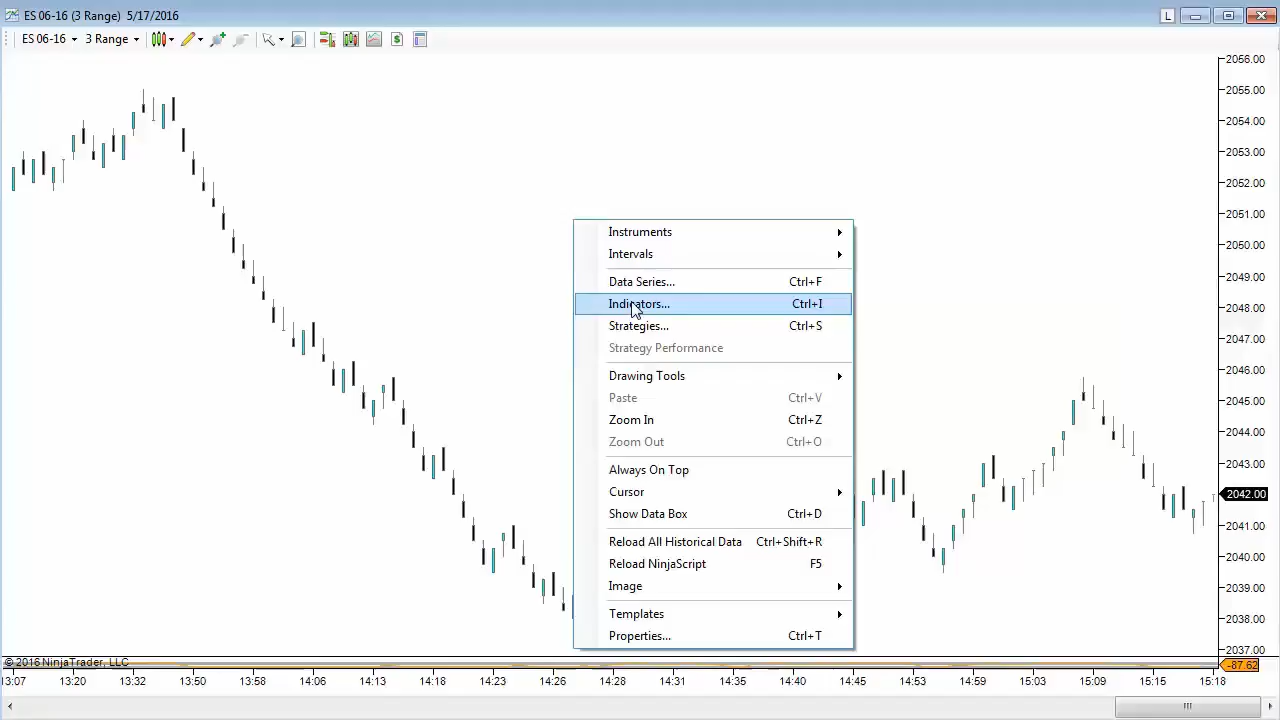 ES 06-16 (3 Range) 5/17/2016
L
ES 06-16 3 Range
$
2056.00
2055.00
2054.00
2053.00
2052.00
2051.00
2050.00
2049.00
2048.00
2047.00
2046.00
2045.00
2044.00
2043.00
2042.00
2041.00
2040.00
2039.00
2038.00
2037.00
-87.62
Instruments
Intervals
Data Series... Ctrl+F
Indicators... Ctrl+I
Strategies... Ctrl+S
Strategy Performance
Drawing Tools
Paste Ctrl+V
Zoom In Ctrl+Z
Zoom Out Ctrl+O
Always On Top
Cursor
Show Data Box Ctrl+D
Reload All Historical Data Ctrl+Shift+R
Reload NinjaScript F5
Image
Templates
Properties... Ctrl+T
© 2016 NinjaTrader, LLC
13:07 13:20 13:50 13:58 14:06 14:13 14:18 14:23 14:26 14:28 14:31 14:35 14:40 14:45 14:53 14:59 15:03 15:09 15:15 15:18